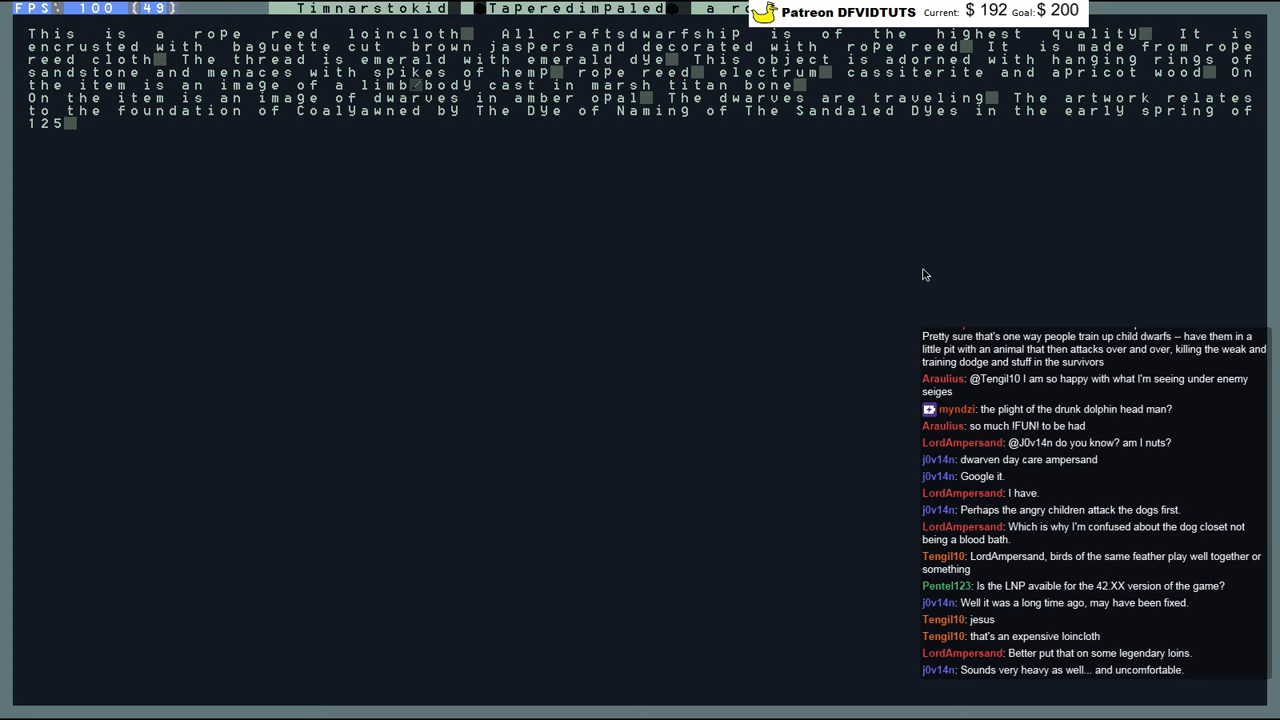 FPS: 100 (49) Timnarstokid Taperedimpaled a ro
Patreon DFVIDTUTS Current: $ 192 Goal: $ 200
This is a rope reed loincloth. All craftsdwarfship is of the highest quality. It is
encrusted with baguette cut brown jaspers and decorated with rope reed. It is made from rope
reed cloth. The thread is emerald with emerald dye. This object is adorned with hanging rings of
sandstone and menaces with spikes of hemp, rope reed, electrum, cassiterite and apricot wood. On
the item is an image of a limb/body cast in marsh titan bone.
On the item is an image of dwarves in amber opal. The dwarves are traveling. The artwork relates
to the foundation of CoalYawned by The DYe of Naming of The Sandaled DYes in the early spring of
125.
Pretty sure that's one way people train up child dwarfs -- have them in a
little pit with an animal that then attacks over and over, killing the weak and
training dodge and stuff in the survivors
Araulius: @Tengil10 I am so happy with what I'm seeing under enemy
seiges
myndzi: the plight of the drunk dolphin head man?
Araulius: so much !FUN! to be had
LordAmpersand: @J0v14n do you know? am I nuts?
j0v14n: dwarven day care ampersand
j0v14n: Google it.
LordAmpersand: I have.
j0v14n: Perhaps the angry children attack the dogs first.
LordAmpersand: Which is why I'm confused about the dog closet not
being a blood bath.
Tengil10: LordAmpersand, birds of the same feather play well together or
something
Pentel123: Is the LNP avaible for the 42.XX version of the game?
j0v14n: Well it was a long time ago, may have been fixed.
Tengil10: jesus
Tengil10: that's an expensive loincloth
LordAmpersand: Better put that on some legendary loins.
j0v14n: Sounds very heavy as well... and uncomfortable.